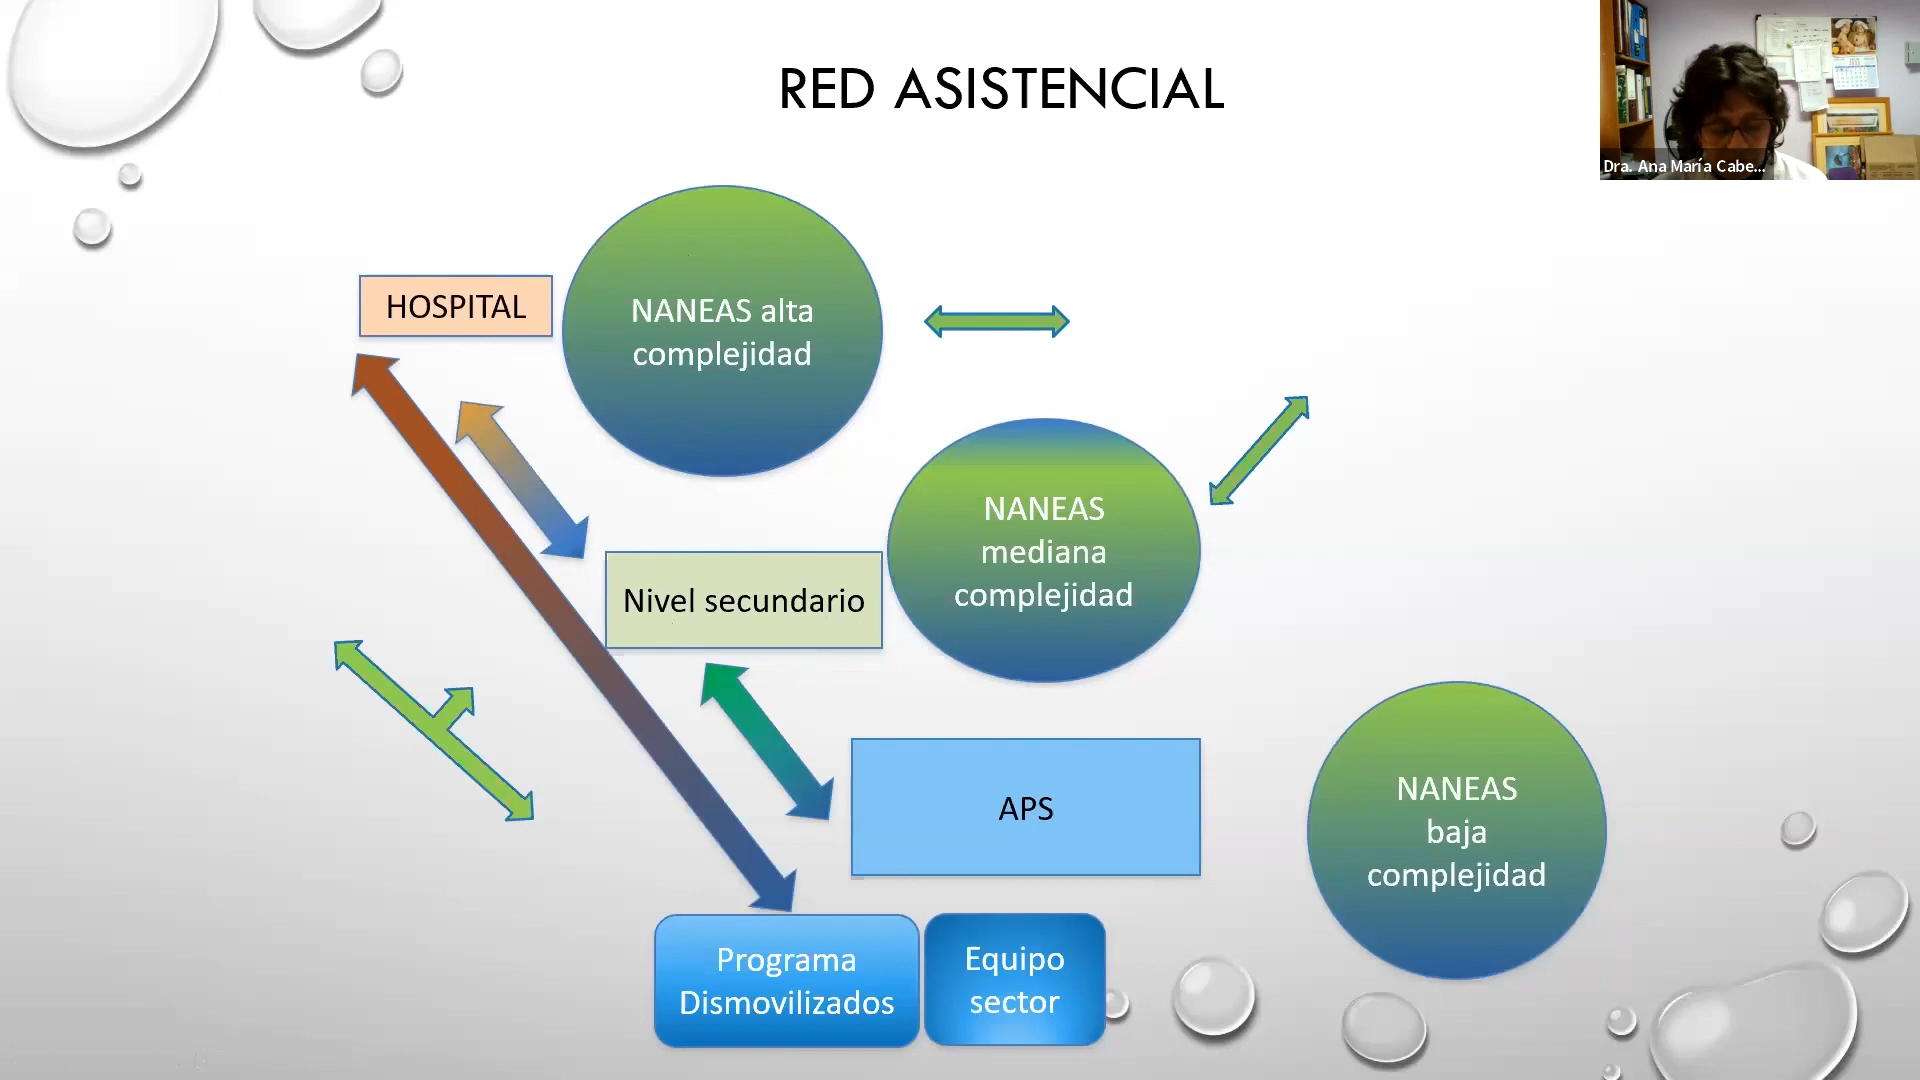 RED ASISTENCIAL
Dra. Ana María Cabe...
HOSPITAL
NANEAS alta
complejidad
NANEAS
mediana
complejidad
Nivel secundario
APS
NANEAS
baja
complejidad
Programa
Dismovilizados
Equipo
sector